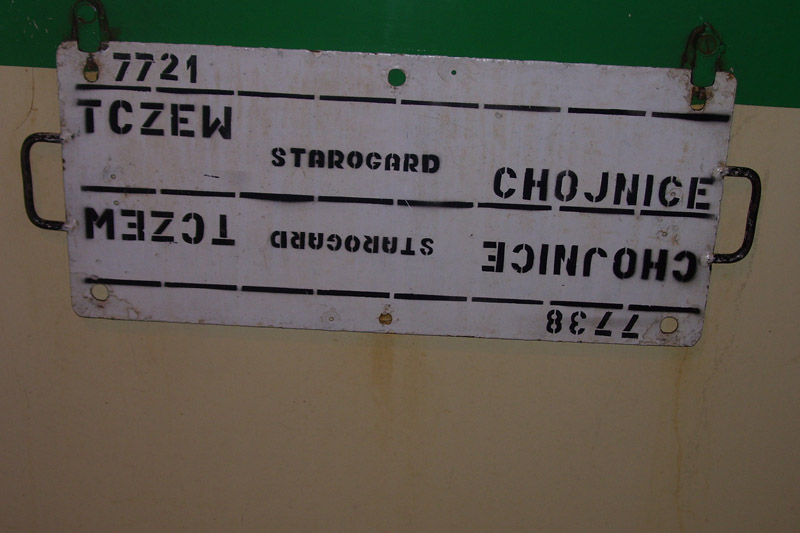 7721
TCZEW
STAROGARD
CHOJNICE
7738
CHOJNICE
STAROGARD
TCZEW